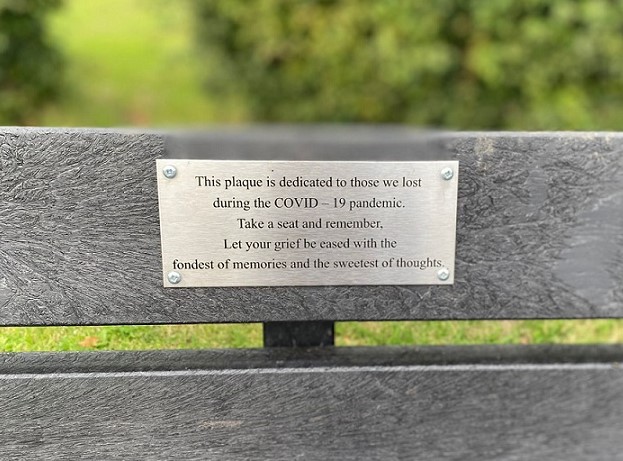 This plaque is dedicated to those we lost
during the COVID – 19 pandemic.
Take a seat and remember,
Let your grief be eased with the
fondest of memories and the sweetest of thoughts.